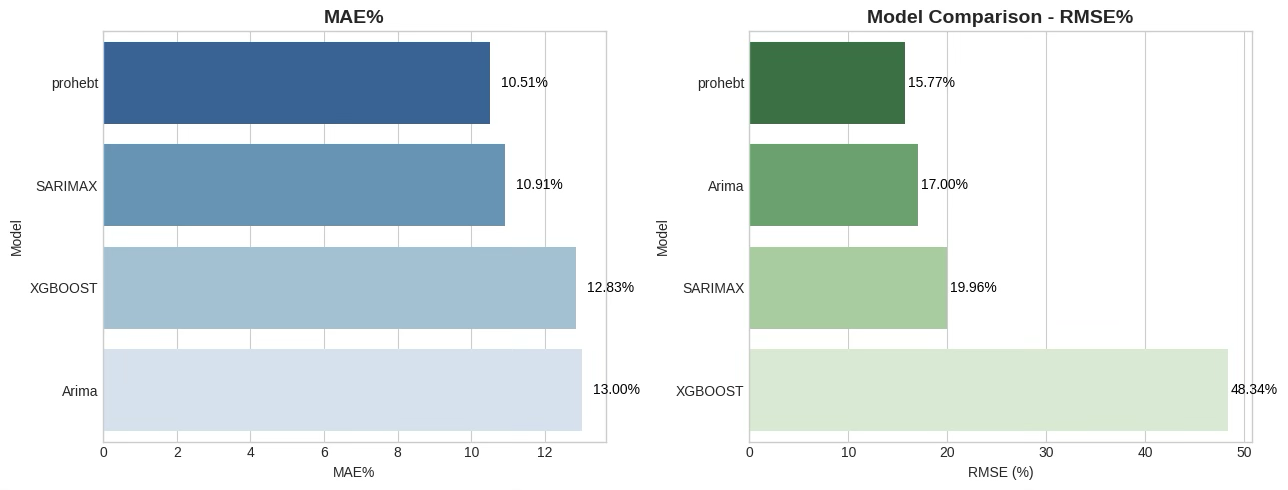 MAE%
prohebt
10.51%
SARIMAX
10.91%
XGBOOST
12.83%
Arima
13.00%
Model
0 2 4 6 8 10 12
MAE%
Model Comparison - RMSE%
prohebt
15.77%
Arima
17.00%
SARIMAX
19.96%
XGBOOST
48.34%
Model
0 10 20 30 40 50
RMSE (%)